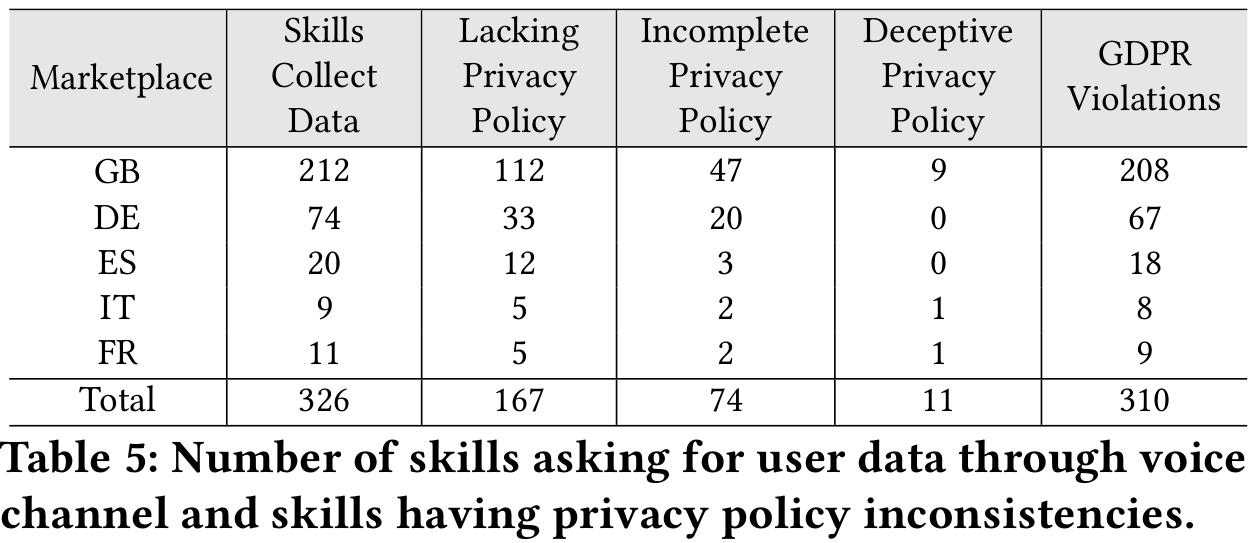 Marketplace Skills Collect Data Lacking Privacy Policy Incomplete Privacy Policy Deceptive Privacy Policy GDPR Violations
GB 212 112 47 9 208
DE 74 33 20 0 67
ES 20 12 3 0 18
IT 9 5 2 1 8
FR 11 5 2 1 9
Total 326 167 74 11 310
Table 5: Number of skills asking for user data through voice
channel and skills having privacy policy inconsistencies.